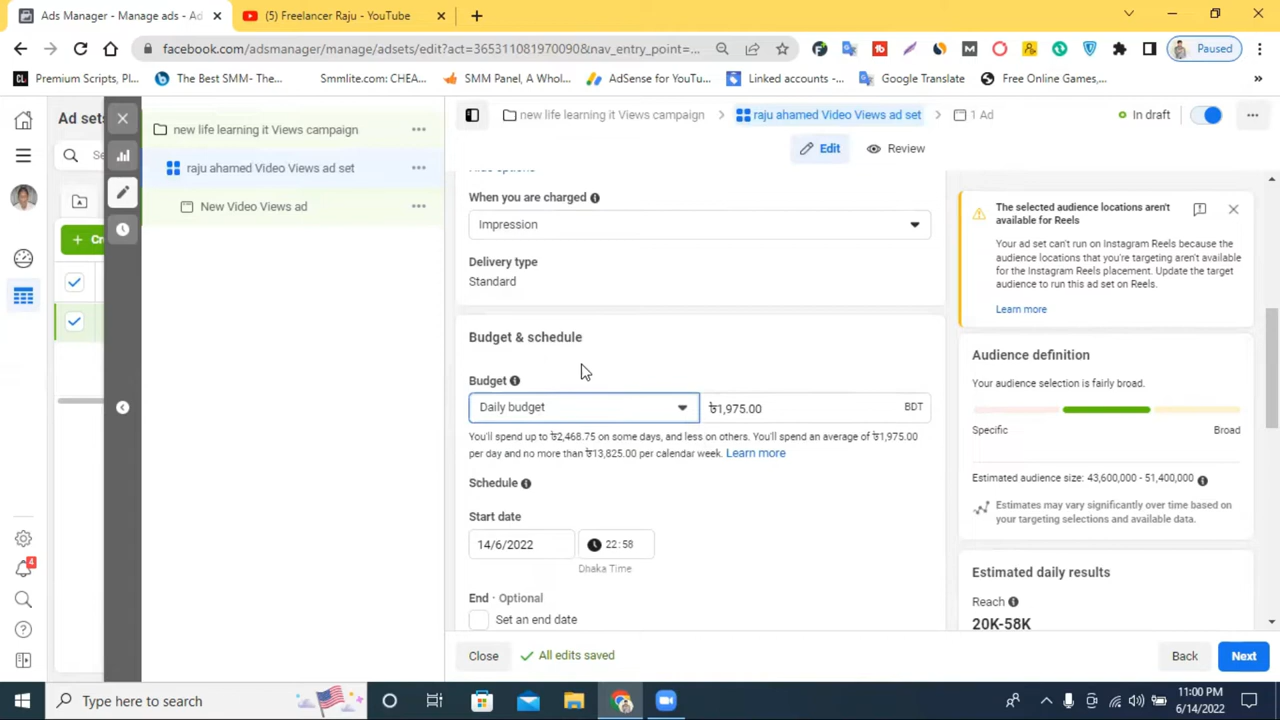 Ads Manager - Manage ads - Ad
(5) Freelancer Raju - YouTube
facebook.com/adsmanager/manage/adsets/edit?act=365311081970090&nav_entry_point=...
Paused
Premium Scripts, Pl...
The Best SMM- The...
Smmlite.com: CHEA...
SMM Panel, A Whol...
AdSense for YouTu...
Linked accounts -...
Google Translate
Free Online Games,...
Ad sets
new life learning it Views campaign
raju ahamed Video Views ad set
New Video Views ad
new life learning it Views campaign
raju ahamed Video Views ad set
1 Ad
In draft
Edit
Review
When you are charged
Impression
Delivery type
Standard
Budget & schedule
Budget
Daily budget
৳1,975.00
BDT
You'll spend up to ৳2,468.75 on some days, and less on others. You'll spend an average of ৳1,975.00
per day and no more than ৳13,825.00 per calendar week. Learn more
Schedule
Start date
14/6/2022
22:58
Dhaka Time
End · Optional
Set an end date
The selected audience locations aren't
available for Reels
Your ad set can't run on Instagram Reels because the
audience locations that you're targeting aren't available
for the Instagram Reels placement. Update the target
audience to run this ad set on Reels.
Learn more
Audience definition
Your audience selection is fairly broad.
Specific
Broad
Estimated audience size: 43,600,000 - 51,400,000
Estimates may vary significantly over time based on
your targeting selections and available data.
Estimated daily results
Reach
20K-58K
Close
All edits saved
Back
Next
4
Type here to search
11:00 PM
6/14/2022